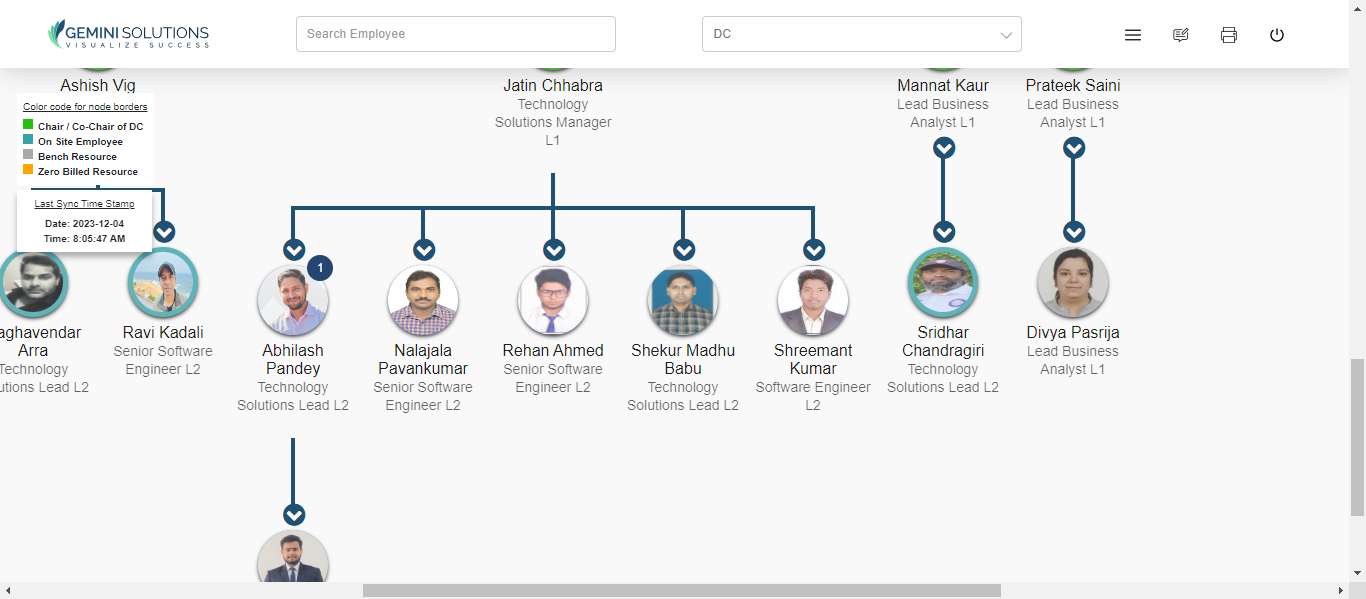 GEMINI SOLUTIONS
VISUALIZE SUCCESS
Search Employee
DC
Ashish Vig
Color code for node borders
Chair / Co-Chair of DC
On Site Employee
Bench Resource
Zero Billed Resource
Last Sync Time Stamp
Date: 2023-12-04
Time: 8:05:47 AM
Jatin Chhabra
Technology
Solutions Manager
L1
Mannat Kaur
Lead Business
Analyst L1
Prateek Saini
Lead Business
Analyst L1
aghavendar
Arra
Technology
utions Lead L2
Ravi Kadali
Senior Software
Engineer L2
1
Abhilash
Pandey
Technology
Solutions Lead L2
Nalajala
Pavankumar
Senior Software
Engineer L2
Rehan Ahmed
Senior Software
Engineer L2
Shekur Madhu
Babu
Technology
Solutions Lead L2
Shreemant
Kumar
Software Engineer
L2
Sridhar
Chandragiri
Technology
Solutions Lead L2
Divya Pasrija
Lead Business
Analyst L1